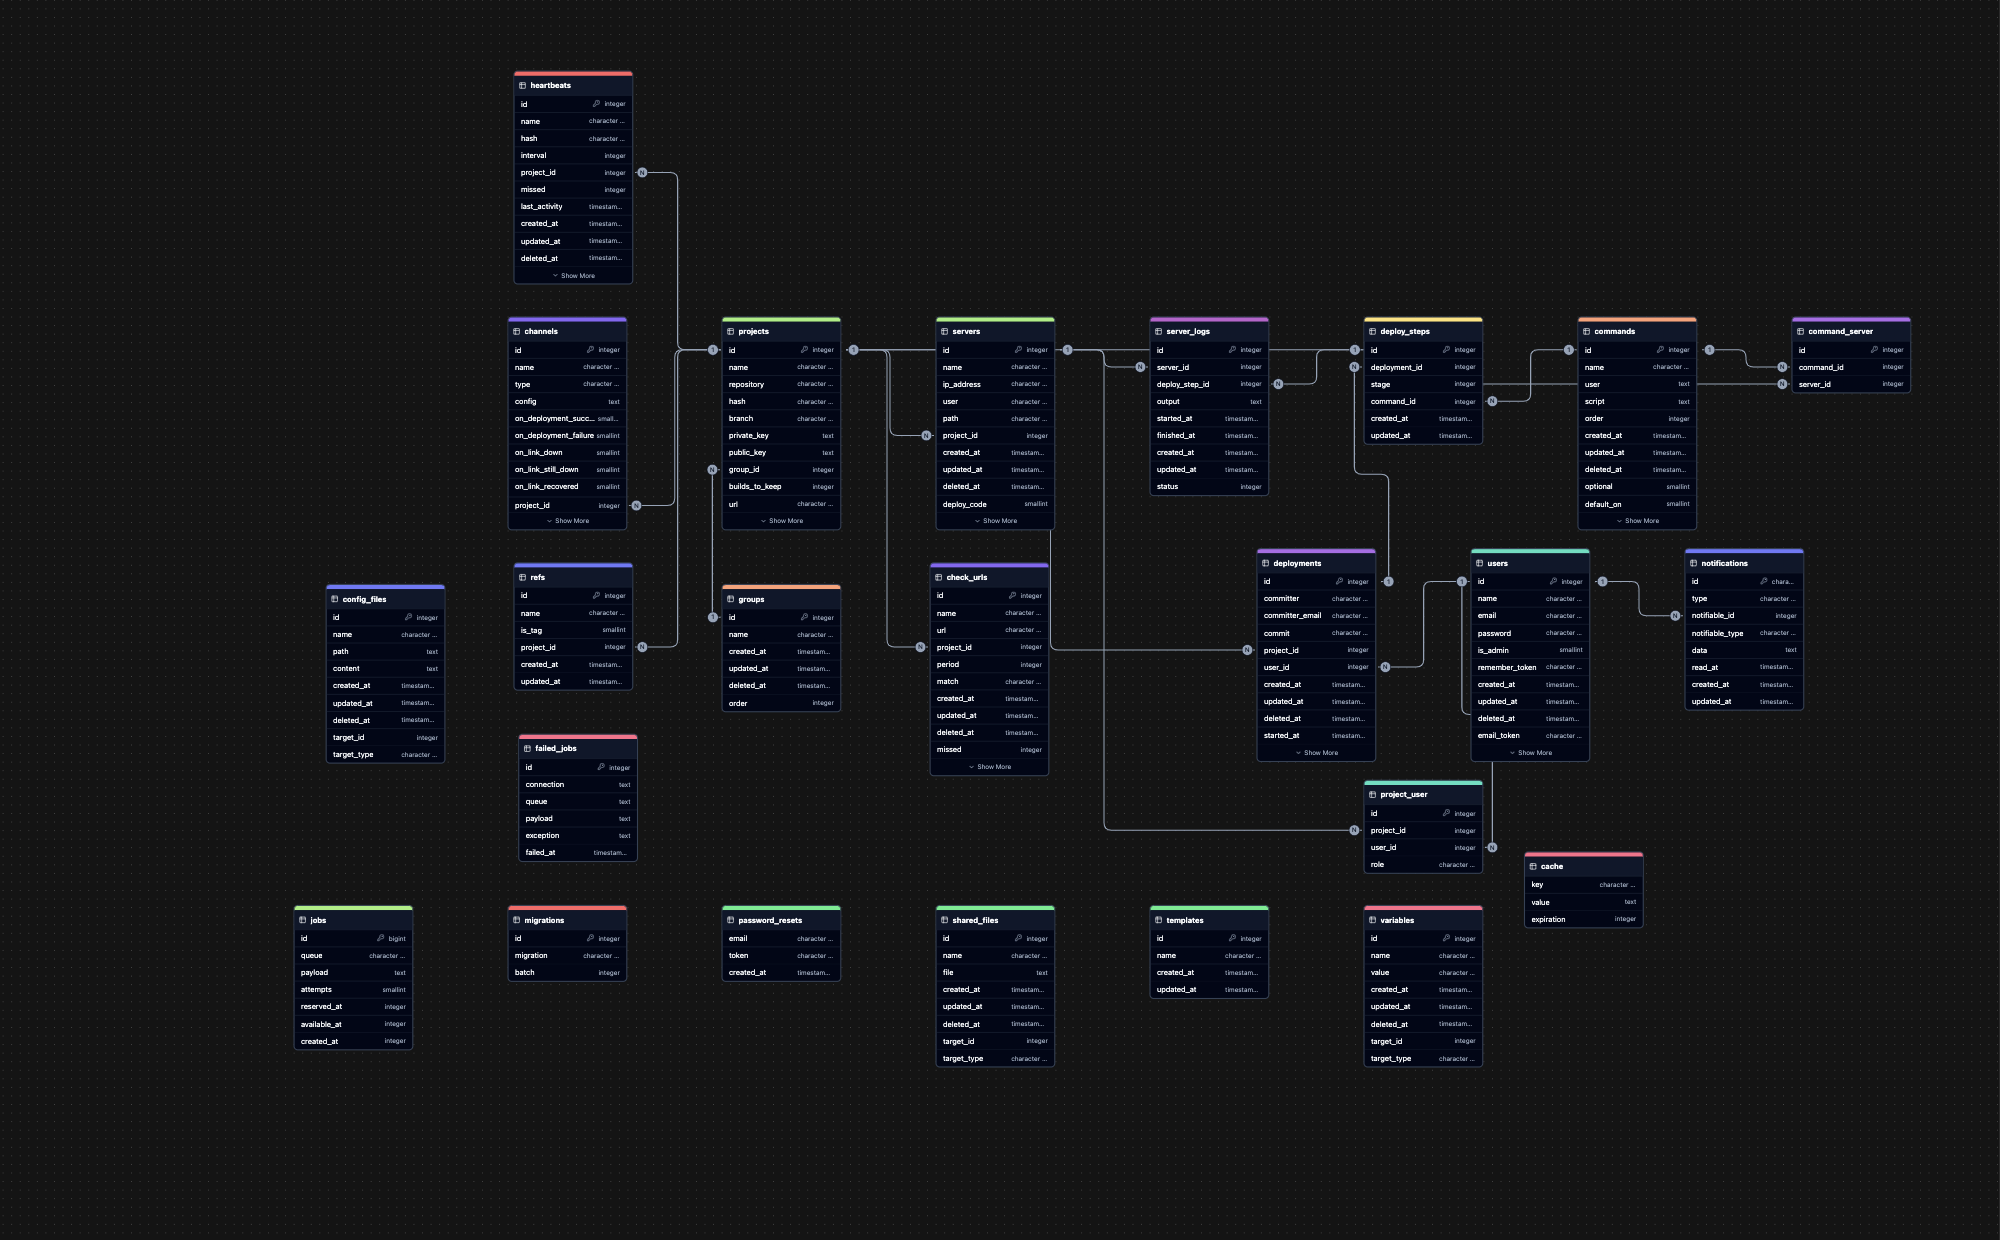 heartbeats
id integer
name character ...
hash character ...
interval integer
project_id integer
missed integer
last_activity timestam...
created_at timestam...
updated_at timestam...
deleted_at timestam...
Show More
channels
id integer
name character ...
type character ...
config text
on_deployment_succ... smalli...
on_deployment_failure smallint
on_link_down smallint
on_link_still_down smallint
on_link_recovered smallint
project_id integer
Show More
projects
id integer
name character ...
repository character ...
hash character ...
branch character ...
private_key text
public_key text
group_id integer
builds_to_keep integer
url character ...
Show More
servers
id integer
name character ...
ip_address character ...
user character ...
path character ...
project_id integer
created_at timestam...
updated_at timestam...
deleted_at timestam...
deploy_code smallint
Show More
server_logs
id integer
server_id integer
deploy_step_id integer
output text
started_at timestam...
finished_at timestam...
created_at timestam...
updated_at timestam...
status integer
deploy_steps
id integer
deployment_id integer
stage integer
command_id integer
created_at timestam...
updated_at timestam...
commands
id integer
name character ...
user text
script text
order integer
created_at timestam...
updated_at timestam...
deleted_at timestam...
optional smallint
default_on smallint
Show More
command_server
id integer
command_id integer
server_id integer
config_files
id integer
name character ...
path text
content text
created_at timestam...
updated_at timestam...
deleted_at timestam...
target_id integer
target_type character ...
refs
id integer
name character ...
is_tag smallint
project_id integer
created_at timestam...
updated_at timestam...
groups
id integer
name character ...
created_at timestam...
updated_at timestam...
deleted_at timestam...
order integer
check_urls
id integer
name character ...
url character ...
project_id integer
period integer
match character ...
created_at timestam...
updated_at timestam...
deleted_at timestam...
missed integer
Show More
deployments
id integer
committer character ...
committer_email character ...
commit character ...
project_id integer
user_id integer
created_at timestam...
updated_at timestam...
deleted_at timestam...
started_at timestam...
Show More
users
id integer
name character ...
email character ...
password character ...
is_admin smallint
remember_token character ...
created_at timestam...
updated_at timestam...
deleted_at timestam...
email_token character ...
Show More
notifications
id chara...
type character ...
notifiable_id integer
notifiable_type character ...
data text
read_at timestam...
created_at timestam...
updated_at timestam...
failed_jobs
id integer
connection text
queue text
payload text
exception text
failed_at timestam...
project_user
id integer
project_id integer
user_id integer
role character ...
cache
key character ...
value text
expiration integer
jobs
id bigint
queue character ...
payload text
attempts smallint
reserved_at integer
available_at integer
created_at integer
migrations
id integer
migration character ...
batch integer
password_resets
email character ...
token character ...
created_at timestam...
shared_files
id integer
name character ...
file text
created_at timestam...
updated_at timestam...
deleted_at timestam...
target_id integer
target_type character ...
templates
id integer
name character ...
created_at timestam...
updated_at timestam...
variables
id integer
name character ...
value character ...
created_at timestam...
updated_at timestam...
deleted_at timestam...
target_id integer
target_type character ...